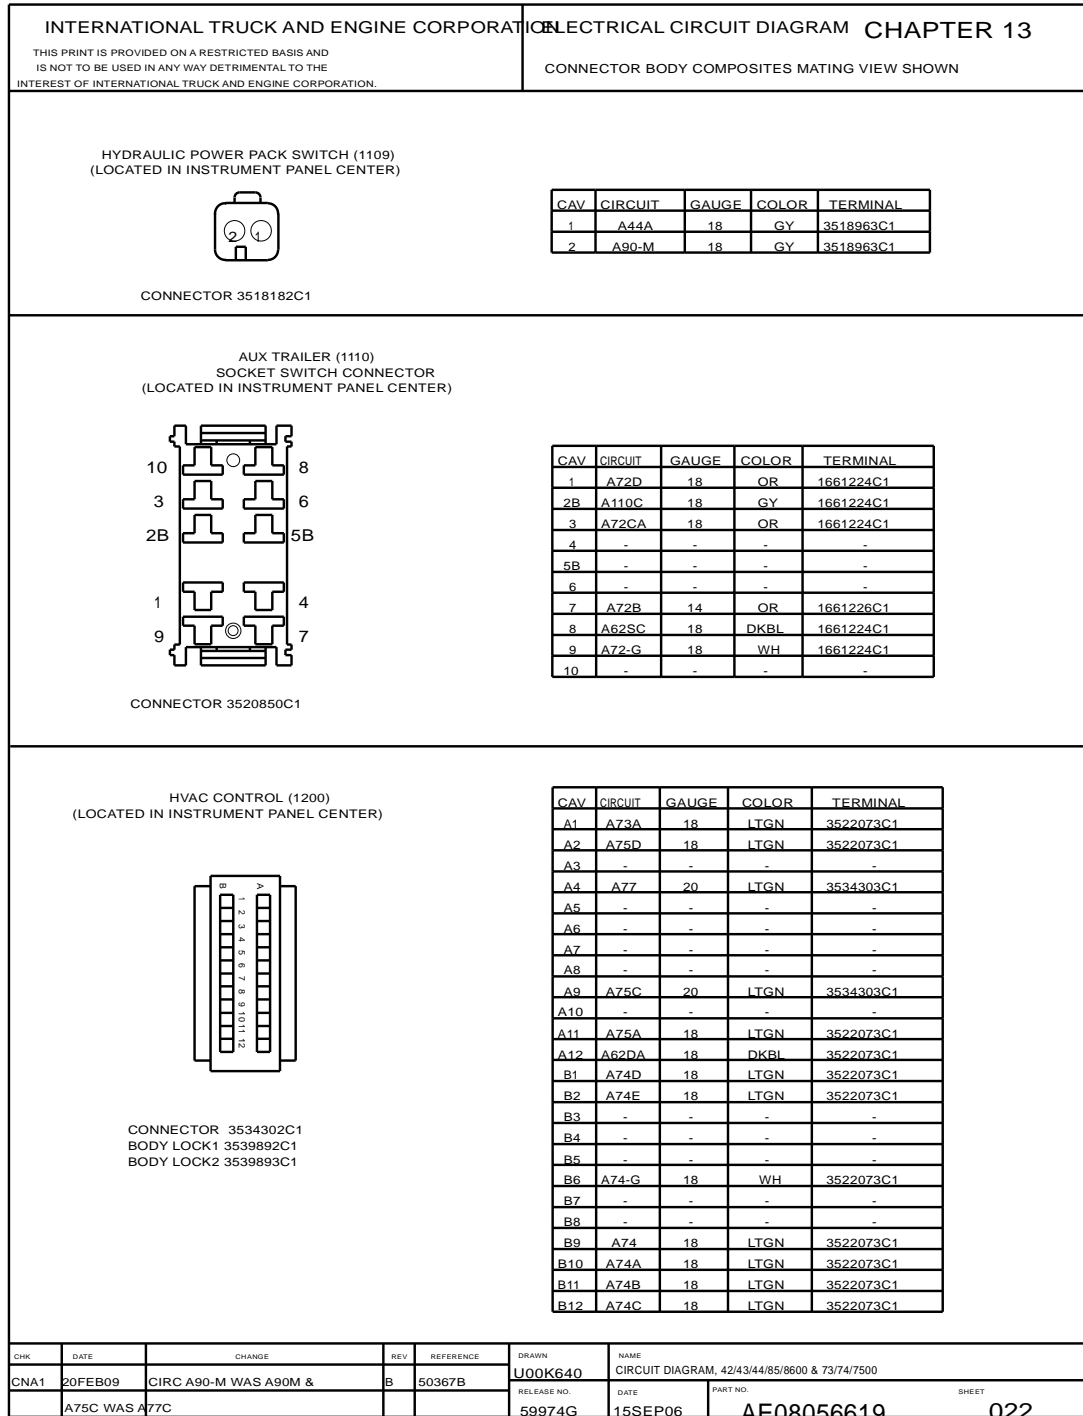 INTERNATIONAL TRUCK AND ENGINE CORPORATION
THIS PRINT IS PROVIDED ON A RESTRICTED BASIS AND
IS NOT TO BE USED IN ANY WAY DETRIMENTAL TO THE
INTEREST OF INTERNATIONAL TRUCK AND ENGINE CORPORATION.
ELECTRICAL CIRCUIT DIAGRAM CHAPTER 13
CONNECTOR BODY COMPOSITES MATING VIEW SHOWN
HYDRAULIC POWER PACK SWITCH (1109)
(LOCATED IN INSTRUMENT PANEL CENTER)
2 1
CONNECTOR 3518182C1
CAV CIRCUIT GAUGE COLOR TERMINAL
1 A44A 18 GY 3518963C1
2 A90-M 18 GY 3518963C1
AUX TRAILER (1110)
SOCKET SWITCH CONNECTOR
(LOCATED IN INSTRUMENT PANEL CENTER)
10 8
3 6
2B 5B
1 4
9 7
CONNECTOR 3520850C1
CAV CIRCUIT GAUGE COLOR TERMINAL
1 A72D 18 OR 1661224C1
2B A110C 18 GY 1661224C1
3 A72CA 18 OR 1661224C1
4 - - - -
5B - - - -
6 - - - -
7 A72B 14 OR 1661226C1
8 A62SC 18 DKBL 1661224C1
9 A72-G 18 WH 1661224C1
10 - - - -
HVAC CONTROL (1200)
(LOCATED IN INSTRUMENT PANEL CENTER)
B A
1
2
3
4
5
6
7
8
9
10
11
12
CONNECTOR 3534302C1
BODY LOCK1 3539892C1
BODY LOCK2 3539893C1
CAV CIRCUIT GAUGE COLOR TERMINAL
A1 A73A 18 LTGN 3522073C1
A2 A75D 18 LTGN 3522073C1
A3 - - - -
A4 A77 20 LTGN 3534303C1
A5 - - - -
A6 - - - -
A7 - - - -
A8 - - - -
A9 A75C 20 LTGN 3534303C1
A10 - - - -
A11 A75A 18 LTGN 3522073C1
A12 A62DA 18 DKBL 3522073C1
B1 A74D 18 LTGN 3522073C1
B2 A74E 18 LTGN 3522073C1
B3 - - - -
B4 - - - -
B5 - - - -
B6 A74-G 18 WH 3522073C1
B7 - - - -
B8 - - - -
B9 A74 18 LTGN 3522073C1
B10 A74A 18 LTGN 3522073C1
B11 A74B 18 LTGN 3522073C1
B12 A74C 18 LTGN 3522073C1
CHK DATE CHANGE REV REFERENCE
CNA1 20FEB09 CIRC A90-M WAS A90M & B 50367B
A75C WAS A77C
DRAWN
U00K640
NAME
CIRCUIT DIAGRAM, 42/43/44/85/8600 & 73/74/7500
RELEASE NO. DATE PART NO. SHEET
59974G 15SEP06 AE08056619 022